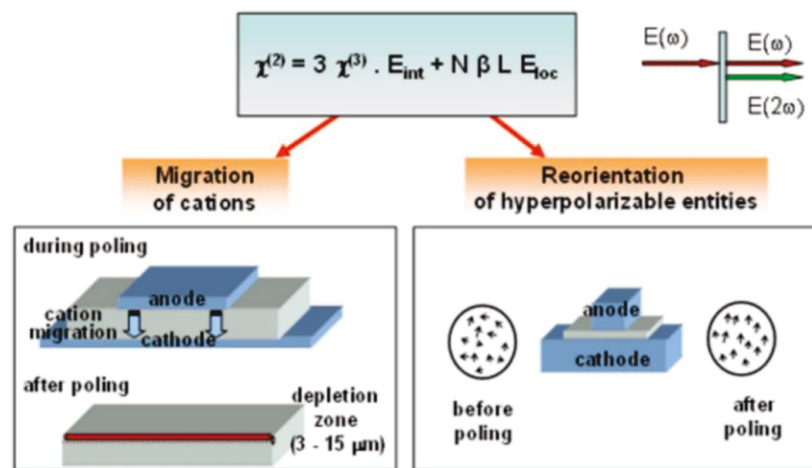 χ(2) = 3 χ(3) . Eint + N β L Eloc
E(ω)
E(ω)
E(2ω)
Migration
of cations
Reorientation
of hyperpolarizable entities
during poling
anode
cation
migration
cathode
after poling
depletion
zone
(3 - 15 μm)
anode
cathode
before
poling
after
poling